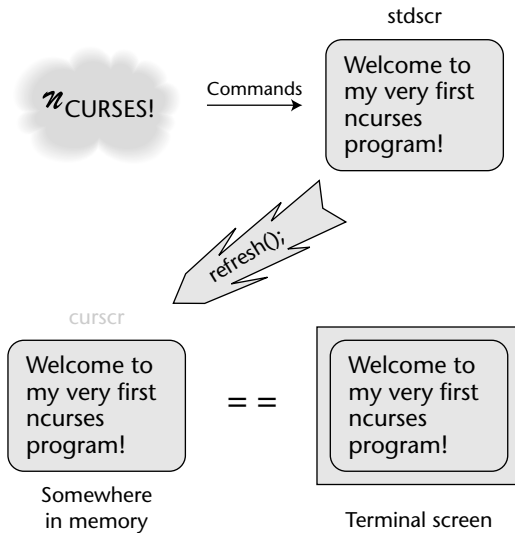 stdscr
nCURSES!
Commands
Welcome to
my very first
ncurses
program!
refresh();
curscr
Welcome to
my very first
ncurses
program!
= =
Welcome to
my very first
ncurses
program!
Somewhere
in memory
Terminal screen